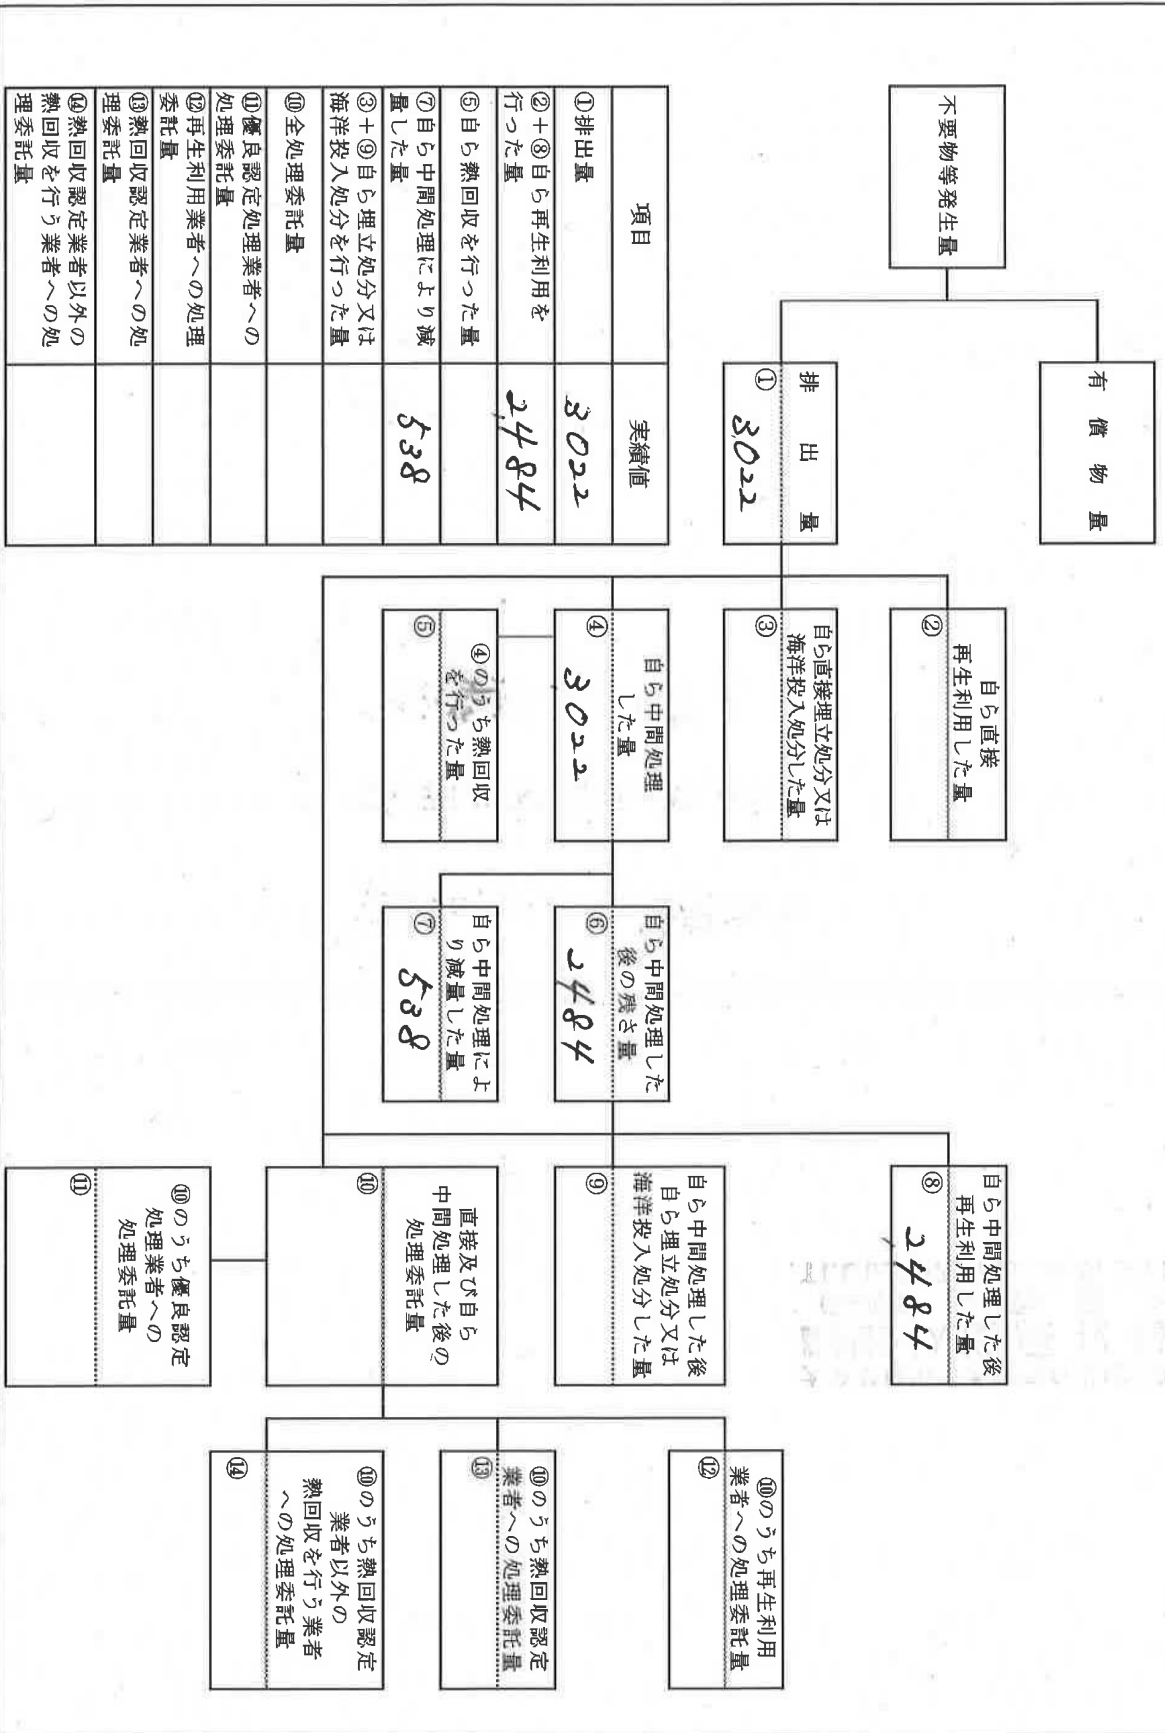 不要物等発生量
有償物量
排出量
①
3,022
自ら直接
再生利用した量
②
自ら直接埋立処分又は
海洋投入処分した量
③
自ら中間処理
した量
④
3022
④のうち熱回収
を行った量
⑤
自ら中間処理した
後の残さ量
⑥
2484
自ら中間処理によ
り減量した量
⑦
538
自ら中間処理した後
再生利用した量
⑧
2484
自ら中間処理した後
自ら埋立処分又は
海洋投入処分した量
⑨
直接及び自ら
中間処理した後の
処理委託量
⑩
⑩のうち優良認定
処理業者への
処理委託量
⑪
⑩のうち再生利用
業者への処理委託量
⑫
⑩のうち熱回収認定
業者への処理委託量
⑬
⑩のうち熱回収認定
業者以外の
熱回収を行う業者
への処理委託量
⑭
項目 実績値
①排出量 3022
②+⑧自ら再生利用を
行った量 2,484
⑤自ら熱回収を行った量
⑦自ら中間処理により減
量した量 538
③+⑨自ら埋立処分又は
海洋投入処分を行った量
⑩全処理委託量
⑪優良認定処理業者への
処理委託量
⑫再生利用業者への処理
委託量
⑬熱回収認定業者への処
理委託量
⑭熱回収認定業者以外の
熱回収を行う業者への処
理委託量